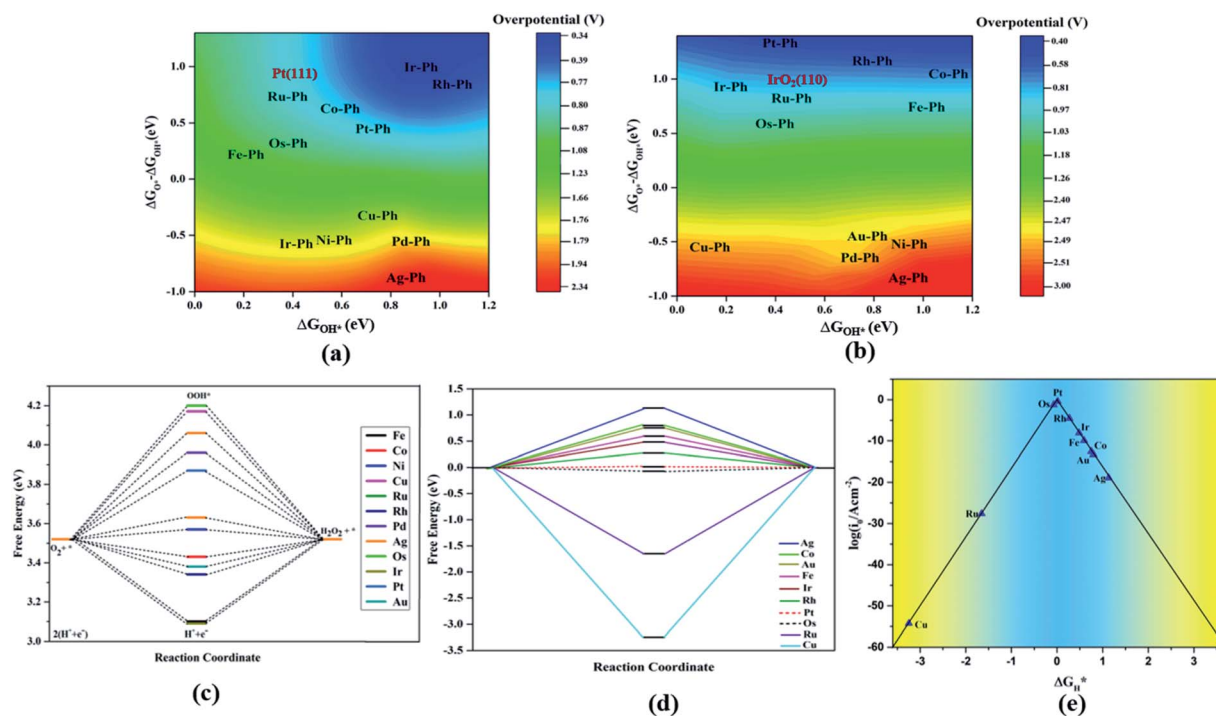 Overpotential (V)
1.0
0.5
0.0
-0.5
-1.0
0.0
0.2
0.4
0.6
0.8
1.0
1.2
ΔG_O*-ΔG_OH*(eV)
ΔG_OH* (eV)
Pt(111)
Ir-Ph
Rh-Ph
Ru-Ph
Co-Ph
Pt-Ph
Os-Ph
Fe-Ph
Cu-Ph
Ir-Ph
Ni-Ph
Pd-Ph
Ag-Ph
0.34
0.36
0.67
0.77
0.80
1.08
1.23
1.66
1.76
1.79
1.94
2.34
(a)
Overpotential (V)
1.0
0.5
0.0
-0.5
-1.0
0.0
0.2
0.4
0.6
0.8
1.0
1.2
ΔG_O*-ΔG_OH*(eV)
ΔG_OH* (eV)
Pt-Ph
Rh-Ph
Co-Ph
IrO₂(110)
Ir-Ph
Ru-Ph
Fe-Ph
Os-Ph
Au-Ph
Cu-Ph
Ni-Ph
Pd-Ph
Ag-Ph
0.40
0.58
0.81
0.97
1.03
1.18
2.40
2.47
2.51
3.00
(b)
Free Energy (eV)
4.2
4.0
3.8
3.6
3.4
3.2
3.0
OOH*
O₂+*
H₂O₂+*
2(H⁺+e⁻)
H⁺+e⁻
Reaction Coordinate
Fe
Co
Ni
Cu
Ru
Rh
Pd
Ag
Os
Ir
Pt
Au
(c)
Free Energy (eV)
1.5
1.0
0.5
0.0
-0.5
-1.0
-1.5
-2.0
-2.5
-3.0
-3.5
Reaction Coordinate
Ag
Co
Au
Fe
Ir
Rh
Pt
Os
Ru
Cu
(d)
log(i₀/Acm⁻²)
0
-10
-20
-30
-40
-50
-60
-3
-2
-1
0
1
2
3
Pt
Os
Rh
Ir
Fe
Co
Au
Ag
Ru
Cu
ΔG_H*
(e)